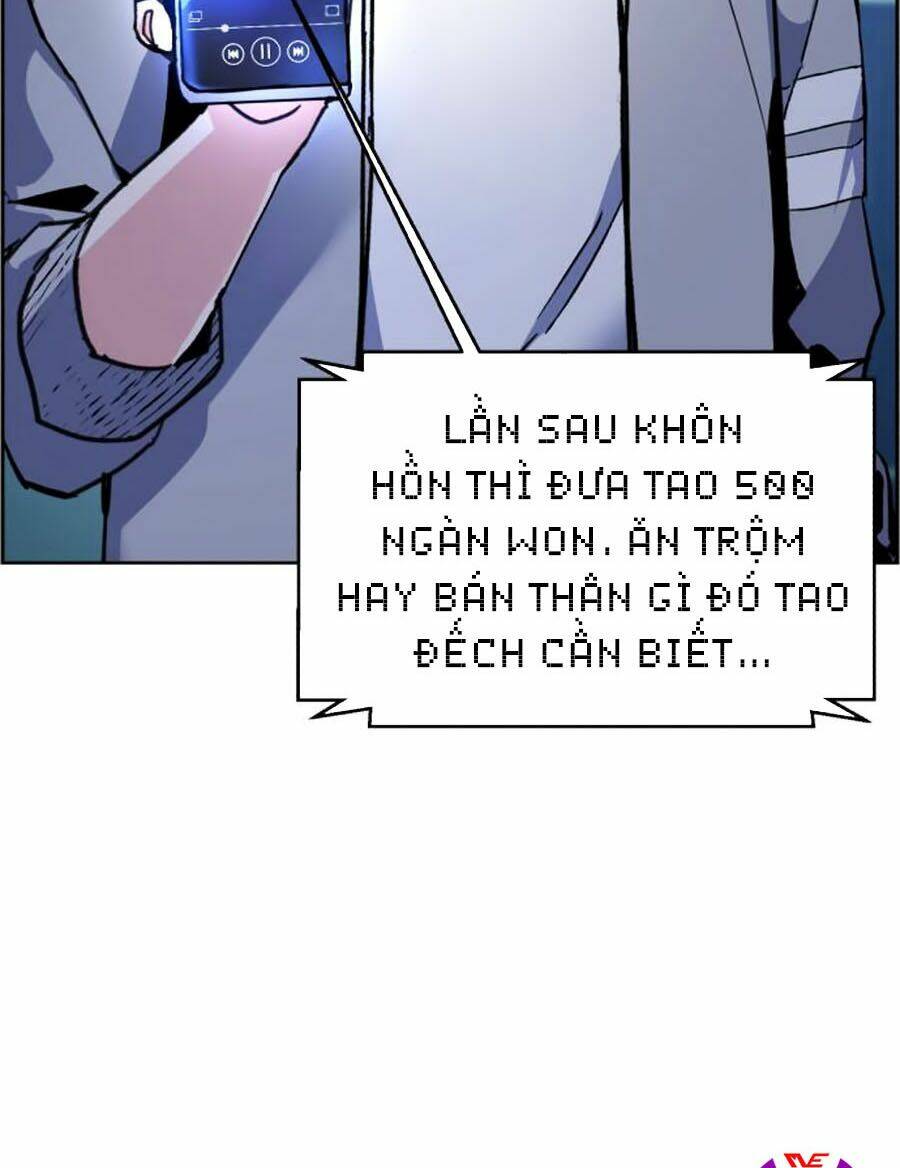 LẦN SAU KHÔN
HỒN THÌ ĐƯA TAO 500
NGÀN WON. ĂN TRỘM
HAY BÁN THÂN GÌ ĐÓ TAO
ĐẾCH CẦN BIẾT...